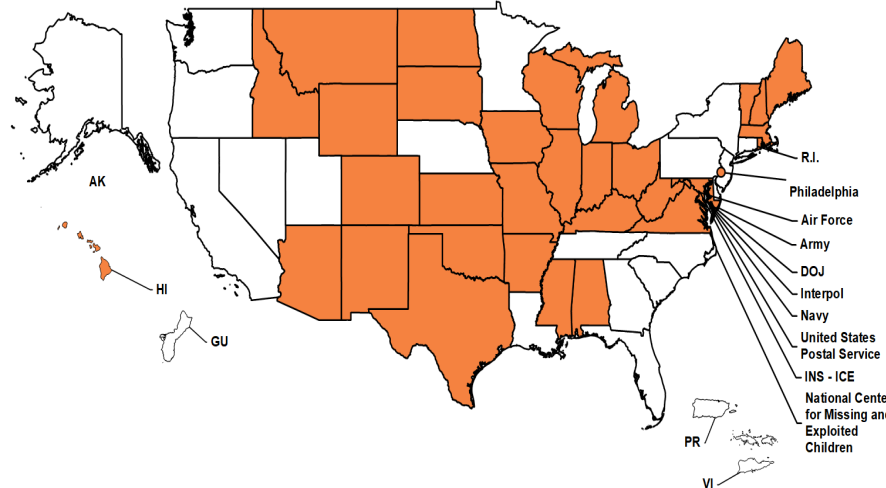 AK
HI
GU
R.I.
Philadelphia
Air Force
Army
DOJ
Interpol
Navy
United States
Postal Service
INS - ICE
National Cente
for Missing and
Exploited
Children
PR
VI